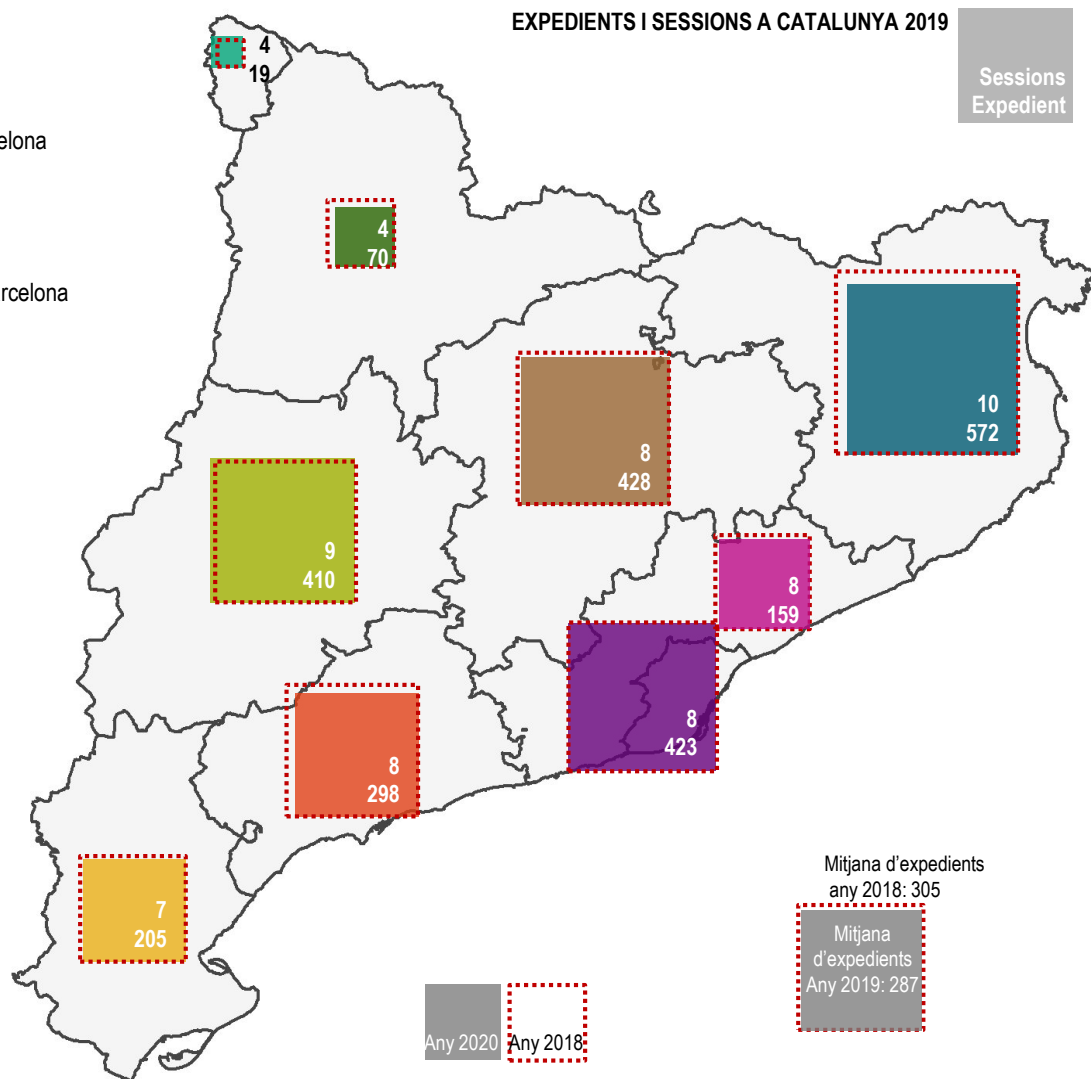 EXPEDIENTS I SESSIONS A CATALUNYA 2019
Sessions
Expedient
4
19
elona
rcelona
4
70
10
572
8
428
9
410
8
159
8
423
8
298
7
205
Mitjana d'expedients
any 2018: 305
Mitjana
d'expedients
Any 2019: 287
Any 2020
Any 2018